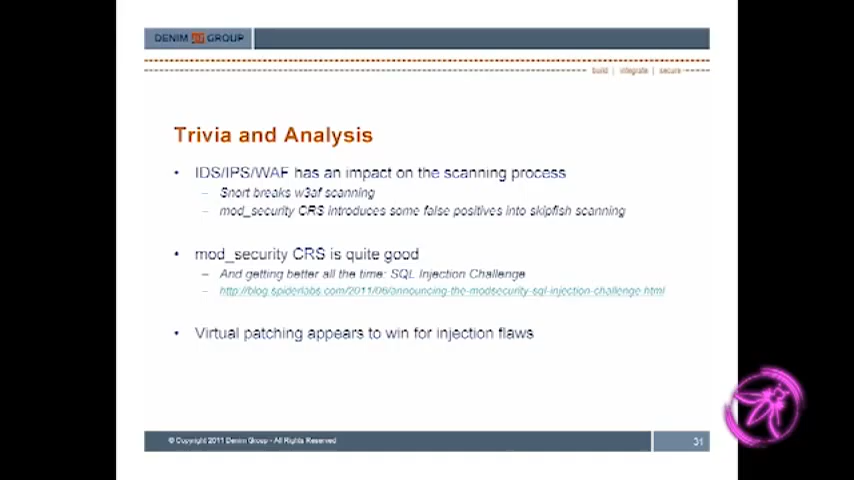 DENIM GROUP
build | integrate | secure
Trivia and Analysis
• IDS/IPS/WAF has an impact on the scanning process
– Snort breaks w3af scanning
– mod_security CRS introduces some false positives into skipfish scanning
• mod_security CRS is quite good
– And getting better all the time: SQL Injection Challenge
– http://blog.spiderlabs.com/2011/06/announcing-the-modsecurity-sql-injection-challenge.html
• Virtual patching appears to win for injection flaws
© Copyright 2011 Denim Group - All Rights Reserved
31